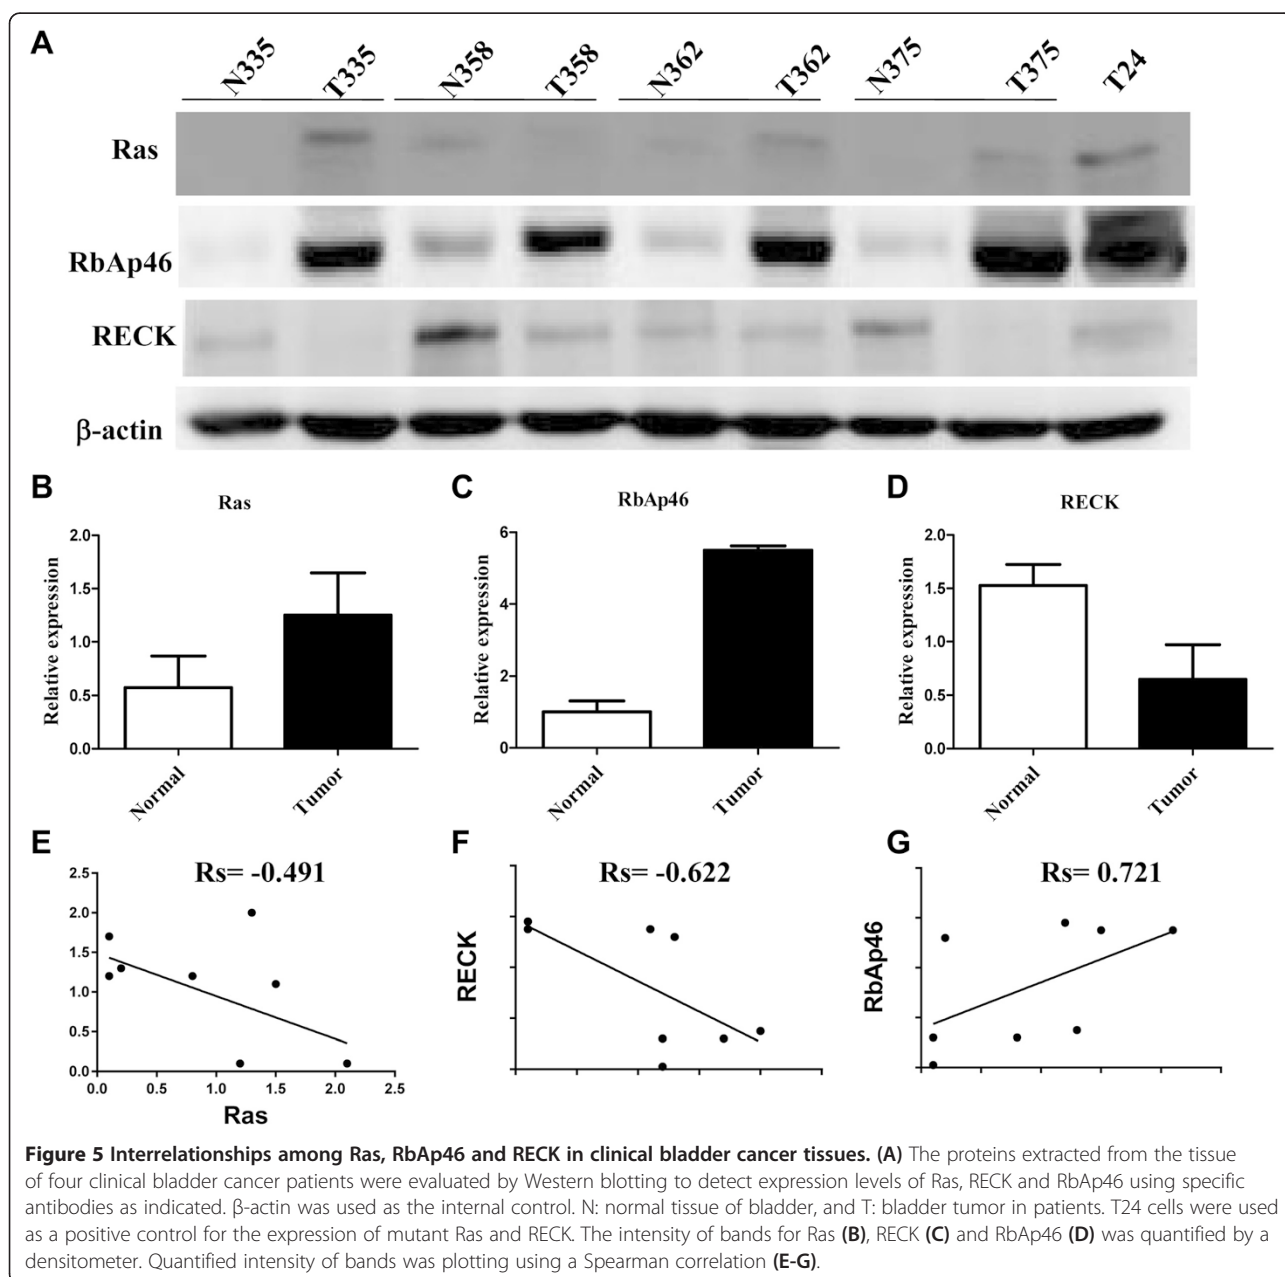 A
N335 T335 N358 T358 N362 T362 N375 T375 T24
Ras
RbAp46
RECK
β-actin
B
Ras
Relative expression
2.0
1.5
1.0
0.5
0.0
Normal Tumor
C
RbAp46
Relative expression
6
4
2
0
Normal Tumor
D
RECK
Relative expression
2.0
1.5
1.0
0.5
0.0
Normal Tumor
E
Rs= -0.491
2.5
2.0
1.5
1.0
0.5
0.0
0.0 0.5 1.0 1.5 2.0 2.5
Ras
F
Rs= -0.622
RECK
G
Rs= 0.721
RbAp46
Figure 5 Interrelationships among Ras, RbAp46 and RECK in clinical bladder cancer tissues. (A) The proteins extracted from the tissue
of four clinical bladder cancer patients were evaluated by Western blotting to detect expression levels of Ras, RECK and RbAp46 using specific
antibodies as indicated. β-actin was used as the internal control. N: normal tissue of bladder, and T: bladder tumor in patients. T24 cells were used
as a positive control for the expression of mutant Ras and RECK. The intensity of bands for Ras (B), RECK (C) and RbAp46 (D) was quantified by a
densitometer. Quantified intensity of bands was plotting using a Spearman correlation (E-G).